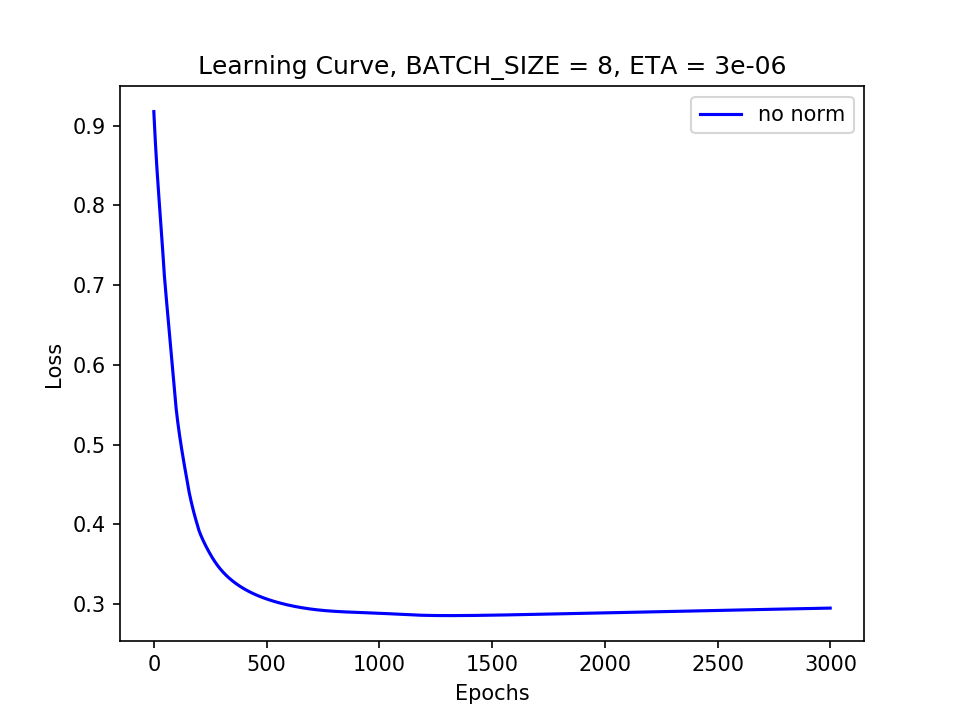 Learning Curve, BATCH_SIZE = 8, ETA = 3e-06
no norm
0.9
0.8
0.7
0.6
0.5
0.4
0.3
Loss
0 500 1000 1500 2000 2500 3000
Epochs